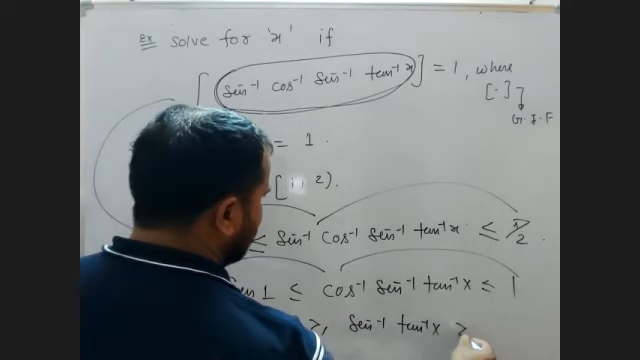 Ex solve for 'x' if
[ sin⁻¹ cos⁻¹ sin⁻¹ tan⁻¹ x ] = 1, where
[·]
G.I.F
= 1.
2).
≤ sin⁻¹ cos⁻¹ sin⁻¹ tan⁻¹ x ≤ π/2.
1 ≤ cos⁻¹ sin⁻¹ tan⁻¹ x ≤ 1
≥, sin⁻¹ tan⁻¹ x ≥